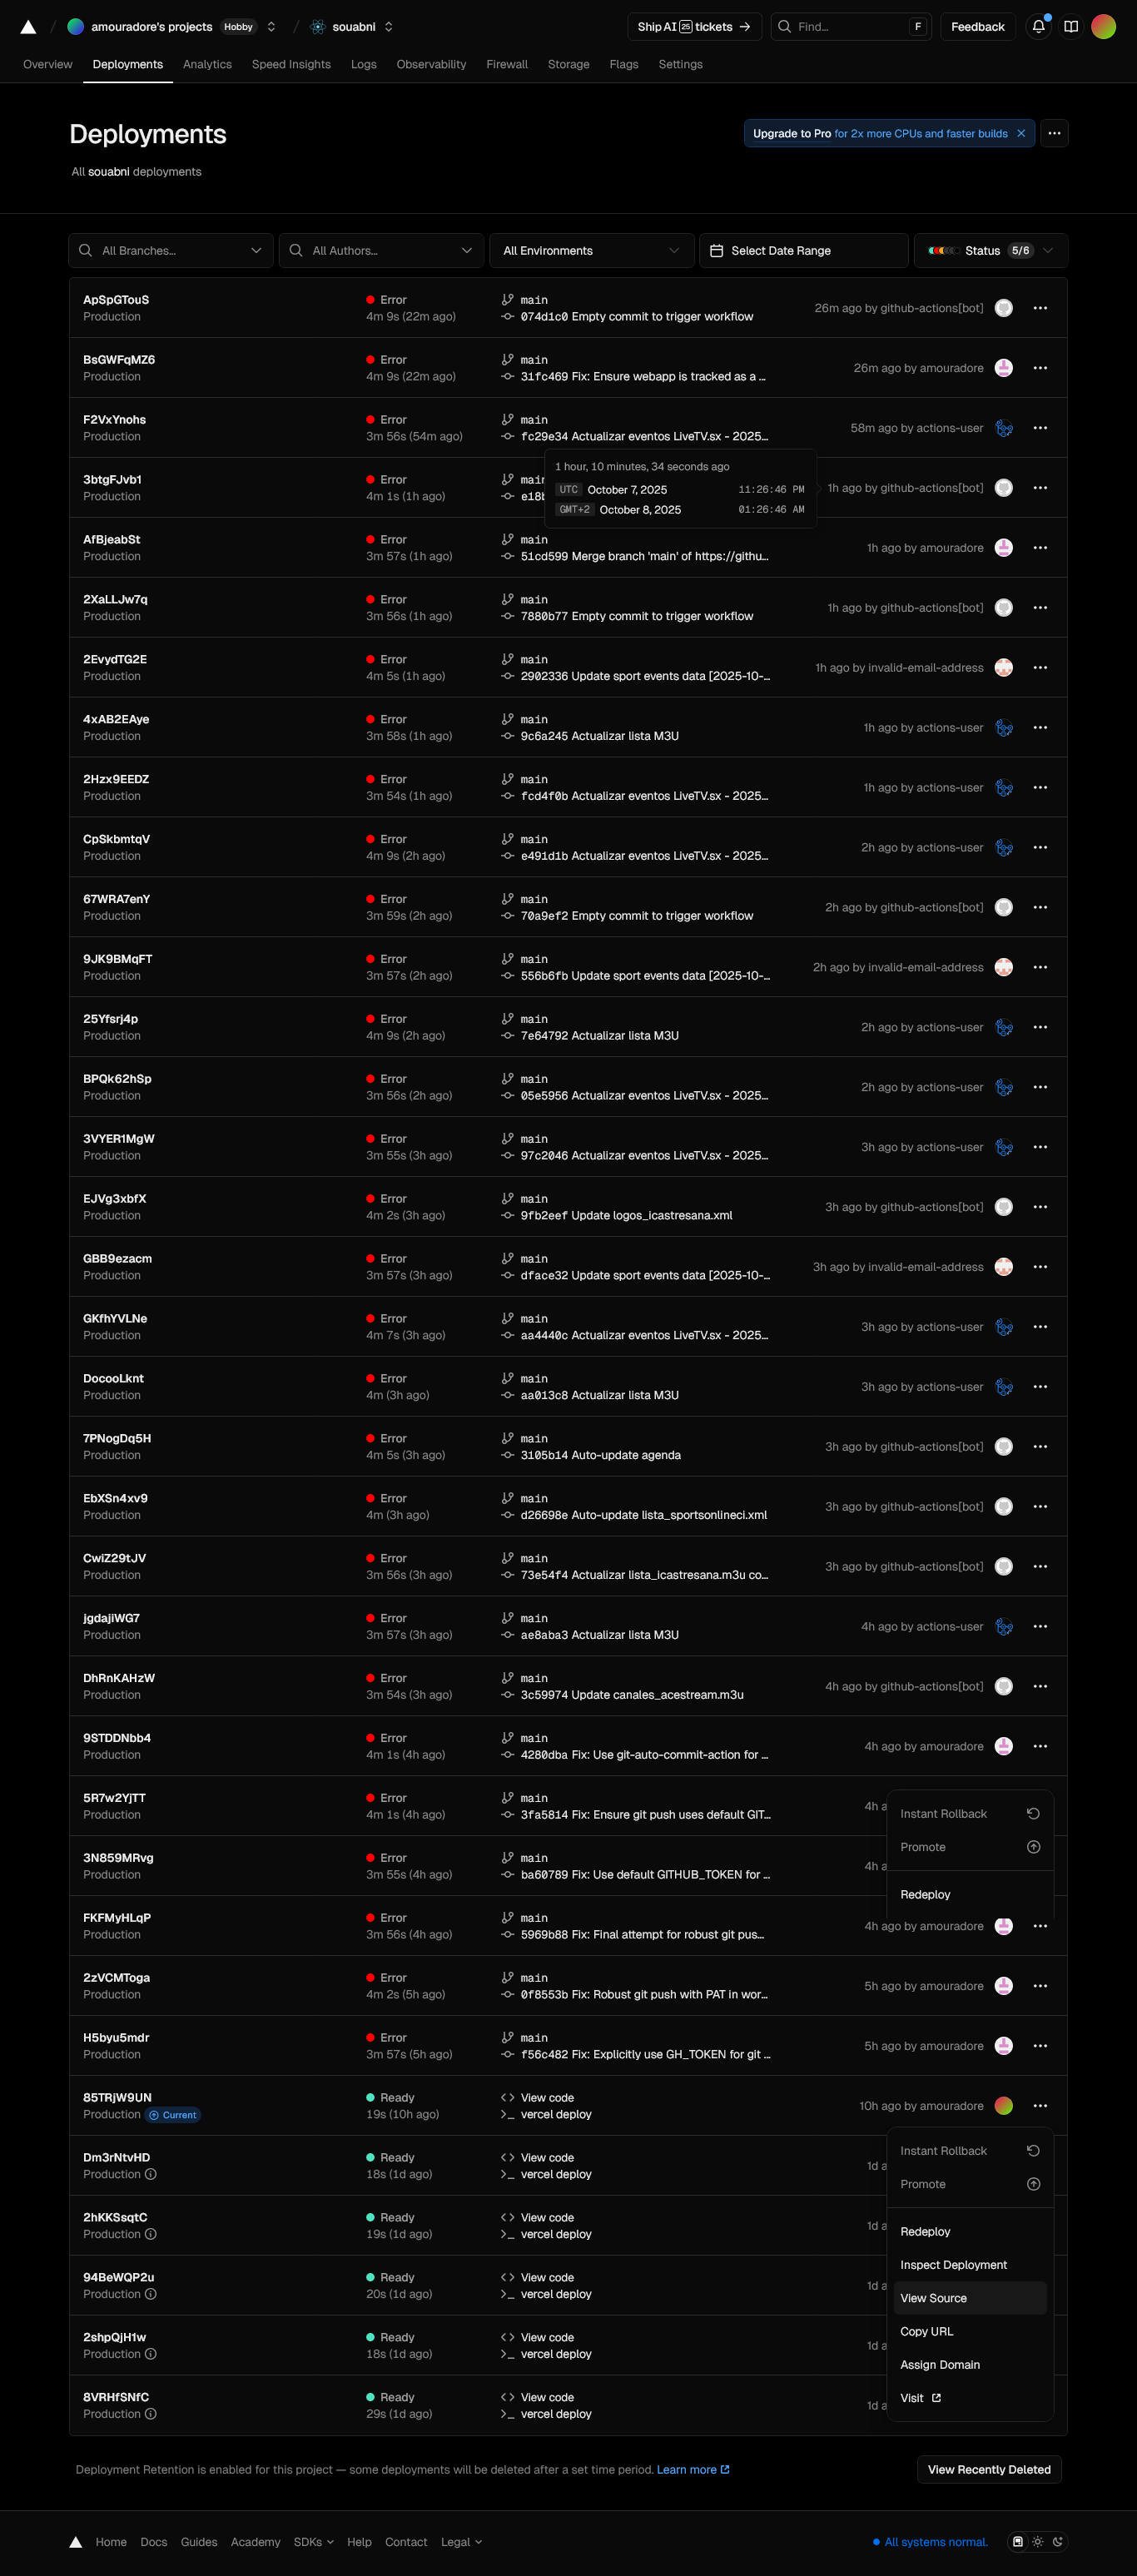 amouradore's projects Hobby souabni Ship AI 25 tickets → Find... F Feedback
Overview Deployments Analytics Speed Insights Logs Observability Firewall Storage Flags Settings
Deployments
Upgrade to Pro for 2x more CPUs and faster builds
All souabni deployments
All Branches... All Authors... All Environments Select Date Range Status 5/6
ApSpGTouS Error main
Production 4m 9s (22m ago) 074d1c0 Empty commit to trigger workflow 26m ago by github-actions[bot]
BsGWFqMZ6 Error main
Production 4m 9s (22m ago) 31fc469 Fix: Ensure webapp is tracked as a ... 26m ago by amouradore
F2VxYnohs Error main
Production 3m 56s (54m ago) fc29e34 Actualizar eventos LiveTV.sx - 2025... 58m ago by actions-user
1 hour, 10 minutes, 34 seconds ago
UTC October 7, 2025 11:26:46 PM
GMT+2 October 8, 2025 01:26:46 AM
3btgFJvb1 Error main
Production 4m 1s (1h ago) e18b 1h ago by github-actions[bot]
AfBjeabSt Error main
Production 3m 57s (1h ago) 51cd599 Merge branch 'main' of https://githu... 1h ago by amouradore
2XaLLJw7q Error main
Production 3m 56s (1h ago) 7880b77 Empty commit to trigger workflow 1h ago by github-actions[bot]
2EvydTG2E Error main
Production 4m 5s (1h ago) 2902336 Update sport events data [2025-10-... 1h ago by invalid-email-address
4xAB2EAye Error main
Production 3m 58s (1h ago) 9c6a245 Actualizar lista M3U 1h ago by actions-user
2Hzx9EEDZ Error main
Production 3m 54s (1h ago) fcd4f0b Actualizar eventos LiveTV.sx - 2025... 1h ago by actions-user
CpSkbmtqV Error main
Production 4m 9s (2h ago) e491d1b Actualizar eventos LiveTV.sx - 2025... 2h ago by actions-user
67WRA7enY Error main
Production 3m 59s (2h ago) 70a9ef2 Empty commit to trigger workflow 2h ago by github-actions[bot]
9JK9BMqFT Error main
Production 3m 57s (2h ago) 556b6fb Update sport events data [2025-10-... 2h ago by invalid-email-address
25Yfsrj4p Error main
Production 4m 9s (2h ago) 7e64792 Actualizar lista M3U 2h ago by actions-user
BPQk62hSp Error main
Production 3m 56s (2h ago) 05e5956 Actualizar eventos LiveTV.sx - 2025... 2h ago by actions-user
3VYER1MgW Error main
Production 3m 55s (3h ago) 97c2046 Actualizar eventos LiveTV.sx - 2025... 3h ago by actions-user
EJVg3xbfX Error main
Production 4m 2s (3h ago) 9fb2eef Update logos_icastresana.xml 3h ago by github-actions[bot]
GBB9ezacm Error main
Production 3m 57s (3h ago) dface32 Update sport events data [2025-10-... 3h ago by invalid-email-address
GKfhYVLNe Error main
Production 4m 7s (3h ago) aa4440c Actualizar eventos LiveTV.sx - 2025... 3h ago by actions-user
DocooLknt Error main
Production 4m (3h ago) aa013c8 Actualizar lista M3U 3h ago by actions-user
7PNogDq5H Error main
Production 4m 5s (3h ago) 3105b14 Auto-update agenda 3h ago by github-actions[bot]
EbXSn4xv9 Error main
Production 4m (3h ago) d26698e Auto-update lista_sportsonlineci.xml 3h ago by github-actions[bot]
CwiZ29tJV Error main
Production 3m 56s (3h ago) 73e54f4 Actualizar lista_icastresana.m3u co... 3h ago by github-actions[bot]
jgdajiWG7 Error main
Production 3m 57s (3h ago) ae8aba3 Actualizar lista M3U 4h ago by actions-user
DhRnKAHzW Error main
Production 3m 54s (3h ago) 3c59974 Update canales_acestream.m3u 4h ago by github-actions[bot]
9STDDNbb4 Error main
Production 4m 1s (4h ago) 4280dba Fix: Use git-auto-commit-action for ... 4h ago by amouradore
5R7w2YjTT Error main
Production 4m 1s (4h ago) 3fa5814 Fix: Ensure git push uses default GIT... 4h a
Instant Rollback
Promote
3N859MRvg Error main
Production 3m 55s (4h ago) ba60789 Fix: Use default GITHUB_TOKEN for ... 4h a
Redeploy
FKFMyHLqP Error main
Production 3m 56s (4h ago) 5969b88 Fix: Final attempt for robust git pus... 4h ago by amouradore
2zVCMToga Error main
Production 4m 2s (5h ago) 0f8553b Fix: Robust git push with PAT in wor... 5h ago by amouradore
H5byu5mdr Error main
Production 3m 57s (5h ago) f56c482 Fix: Explicitly use GH_TOKEN for git ... 5h ago by amouradore
85TRjW9UN Ready View code
Production Current 19s (10h ago) vercel deploy 10h ago by amouradore
Dm3rNtvHD Ready View code
Production 18s (1d ago) vercel deploy 1d a
2hKKSsqtC Ready View code
Production 19s (1d ago) vercel deploy 1d a
94BeWQP2u Ready View code
Production 20s (1d ago) vercel deploy 1d a
2shpQjH1w Ready View code
Production 18s (1d ago) vercel deploy 1d a
8VRHfSNfC Ready View code
Production 29s (1d ago) vercel deploy 1d a
Instant Rollback
Promote
Redeploy
Inspect Deployment
View Source
Copy URL
Assign Domain
Visit
Deployment Retention is enabled for this project — some deployments will be deleted after a set time period. Learn more View Recently Deleted
Home Docs Guides Academy SDKs Help Contact Legal All systems normal.